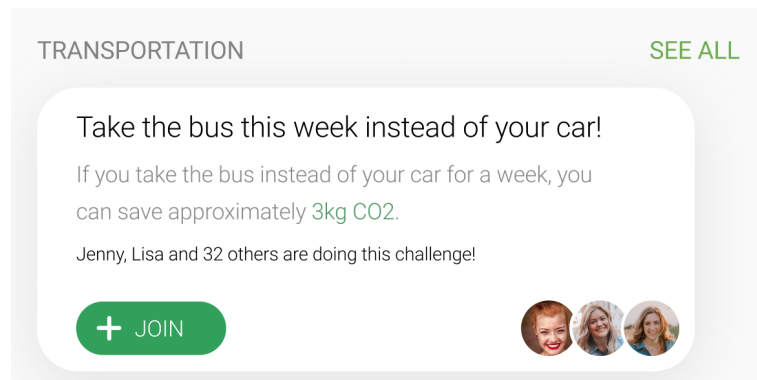 TRANSPORTATION
SEE ALL
Take the bus this week instead of your car!
If you take the bus instead of your car for a week, you
can save approximately 3kg CO2.
Jenny, Lisa and 32 others are doing this challenge!
+ JOIN